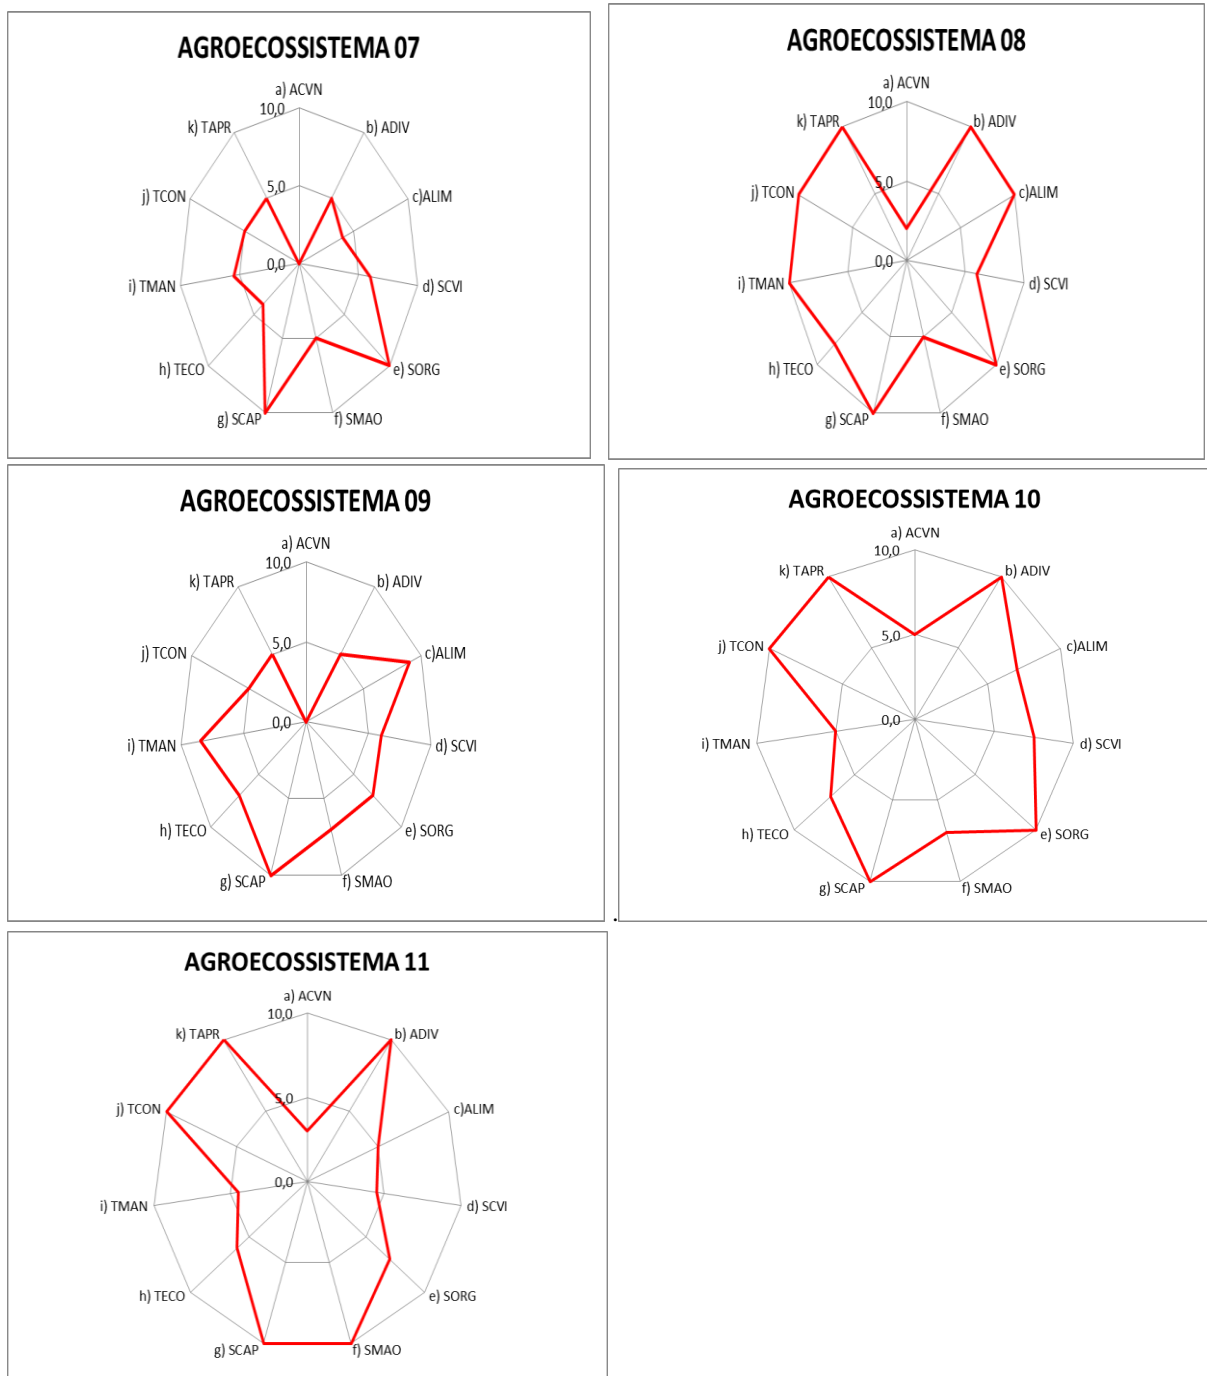 AGROECOSSISTEMA 07
a) ACVN
10,0
k) TAPR
b) ADIV
5,0
j) TCON
c)ALIM
0,0
i) TMAN
d) SCVI
h) TECO
e) SORG
g) SCAP
f) SMAO
AGROECOSSISTEMA 08
a) ACVN
10,0
k) TAPR
b) ADIV
5,0
j) TCON
c)ALIM
0,0
i) TMAN
d) SCVI
h) TECO
e) SORG
g) SCAP
f) SMAO
AGROECOSSISTEMA 09
a) ACVN
10,0
k) TAPR
b) ADIV
5,0
j) TCON
c)ALIM
0,0
i) TMAN
d) SCVI
h) TECO
e) SORG
g) SCAP
f) SMAO
AGROECOSSISTEMA 10
a) ACVN
10,0
k) TAPR
b) ADIV
5,0
j) TCON
c)ALIM
0,0
i) TMAN
d) SCVI
h) TECO
e) SORG
g) SCAP
f) SMAO
.
AGROECOSSISTEMA 11
a) ACVN
10,0
k) TAPR
b) ADIV
5,0
j) TCON
c)ALIM
0,0
i) TMAN
d) SCVI
h) TECO
e) SORG
g) SCAP
f) SMAO